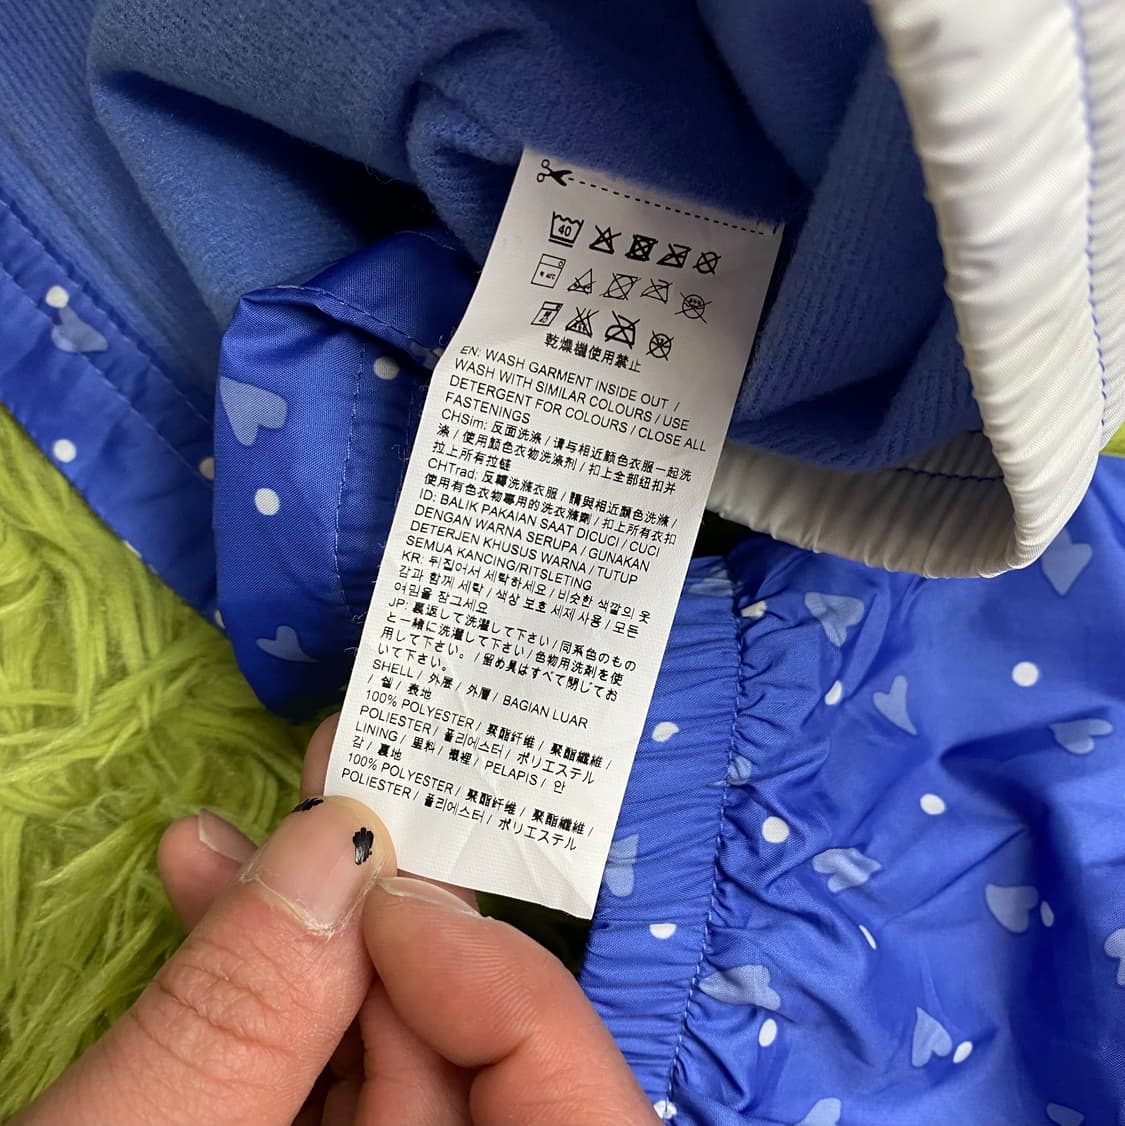 40
乾燥機使用禁止
EN: WASH GARMENT INSIDE OUT /
WASH WITH SIMILAR COLOURS / USE
DETERGENT FOR COLOURS / CLOSE ALL
FASTENINGS
CHSim: 反面洗涤 / 请与相近颜色衣服一起洗
涤 / 使用颜色衣物洗涤剂 / 扣上全部纽扣并
拉上所有拉链
CHTrad: 反轉洗滌衣服 / 請與相近顏色洗滌 /
使用有色衣物專用的洗衣滌劑 / 扣上所有衣扣
ID: BALIK PAKAIAN SAAT DICUCI / CUCI
DENGAN WARNA SERUPA / GUNAKAN
DETERJEN KHUSUS WARNA / TUTUP
SEMUA KANCING/RITSLETING
KR: 뒤집어서 세탁하세요 / 비슷한 색깔의 옷
감과 함께 세탁 / 색상 보호 세제 사용 / 모든
여밈을 잠그세요
JP: 裏返して洗濯して下さい / 同系色のもの
と一緒に洗濯して下さい / 色物用洗剤を使
用して下さい。 / 留め具はすべて閉じてお
いて下さい。
SHELL / 外层 / 外層 / BAGIAN LUAR
/ 쉘 / 表地
100% POLYESTER / 聚酯纤维 / 聚酯纖維 /
POLIESTER / 폴리에스터 / ポリエステル
LINING / 里料 / 襯裡 / PELAPIS / 안
감 / 裏地
100% POLYESTER / 聚酯纤维 / 聚酯纖維 /
POLIESTER / 폴리에스터 / ポリエステル